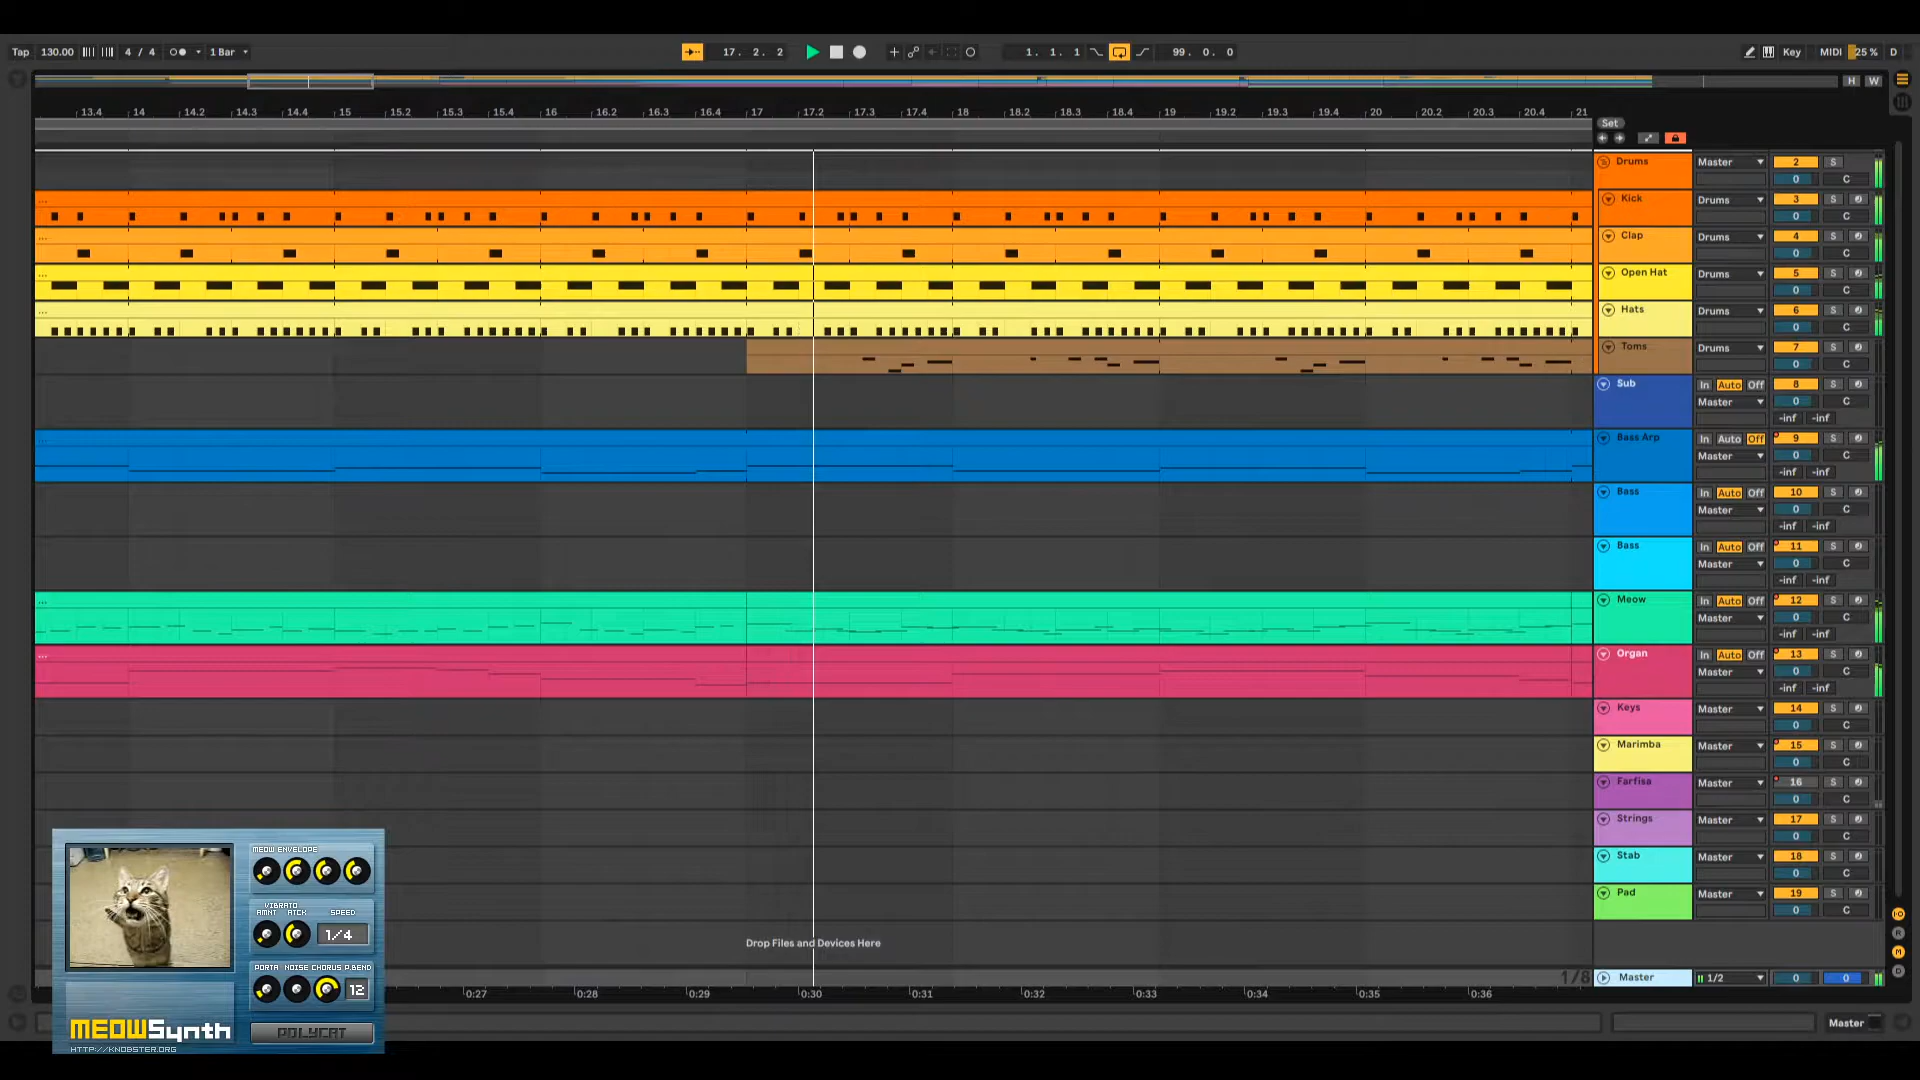 Tap 130.00 4 / 4 1 Bar 17. 2. 2 1. 1. 1 99. 0. 0 Key MIDI 25 % D
H W
13.4 14 14.2 14.3 14.4 15 15.2 15.3 15.4 16 16.2 16.3 16.4 17 17.2 17.3 17.4 18 18.2 18.3 18.4 19 19.2 19.3 19.4 20 20.2 20.3 20.4 21
Set
Drums Master 2 S
0 C
Kick Drums 3 S
0 C
Clap Drums 4 S
0 C
Open Hat Drums 5 S
0 C
Hats Drums 6 S
0 C
Toms Drums 7 S
0 C
Sub In Auto Off 8 S
Master 0 C
-inf -inf
Bass Arp In Auto Off 9 S
Master 0 C
-inf -inf
Bass In Auto Off 10 S
Master 0 C
-inf -inf
Bass In Auto Off 11 S
Master 0 C
-inf -inf
Meow In Auto Off 12 S
Master 0 C
-inf -inf
Organ In Auto Off 13 S
Master 0 C
-inf -inf
Keys Master 14 S
0 C
Marimba Master 15 S
0 C
Farfisa Master 16 S
0 C
Strings Master 17 S
0 C
Stab Master 18 S
0 C
Pad Master 19 S
0 C
Drop Files and Devices Here
1/8 Master 1/2 0 0
0:27 0:28 0:29 0:30 0:31 0:32 0:33 0:34 0:35 0:36
Master
MEOW ENVELOPE
VIBRATO
AMNT ATCK SPEED
1/4
PORTA NOISE CHORUS P.BEND
12
MEOWSynth POLYCAT
HTTP://KNOBSTER.ORG